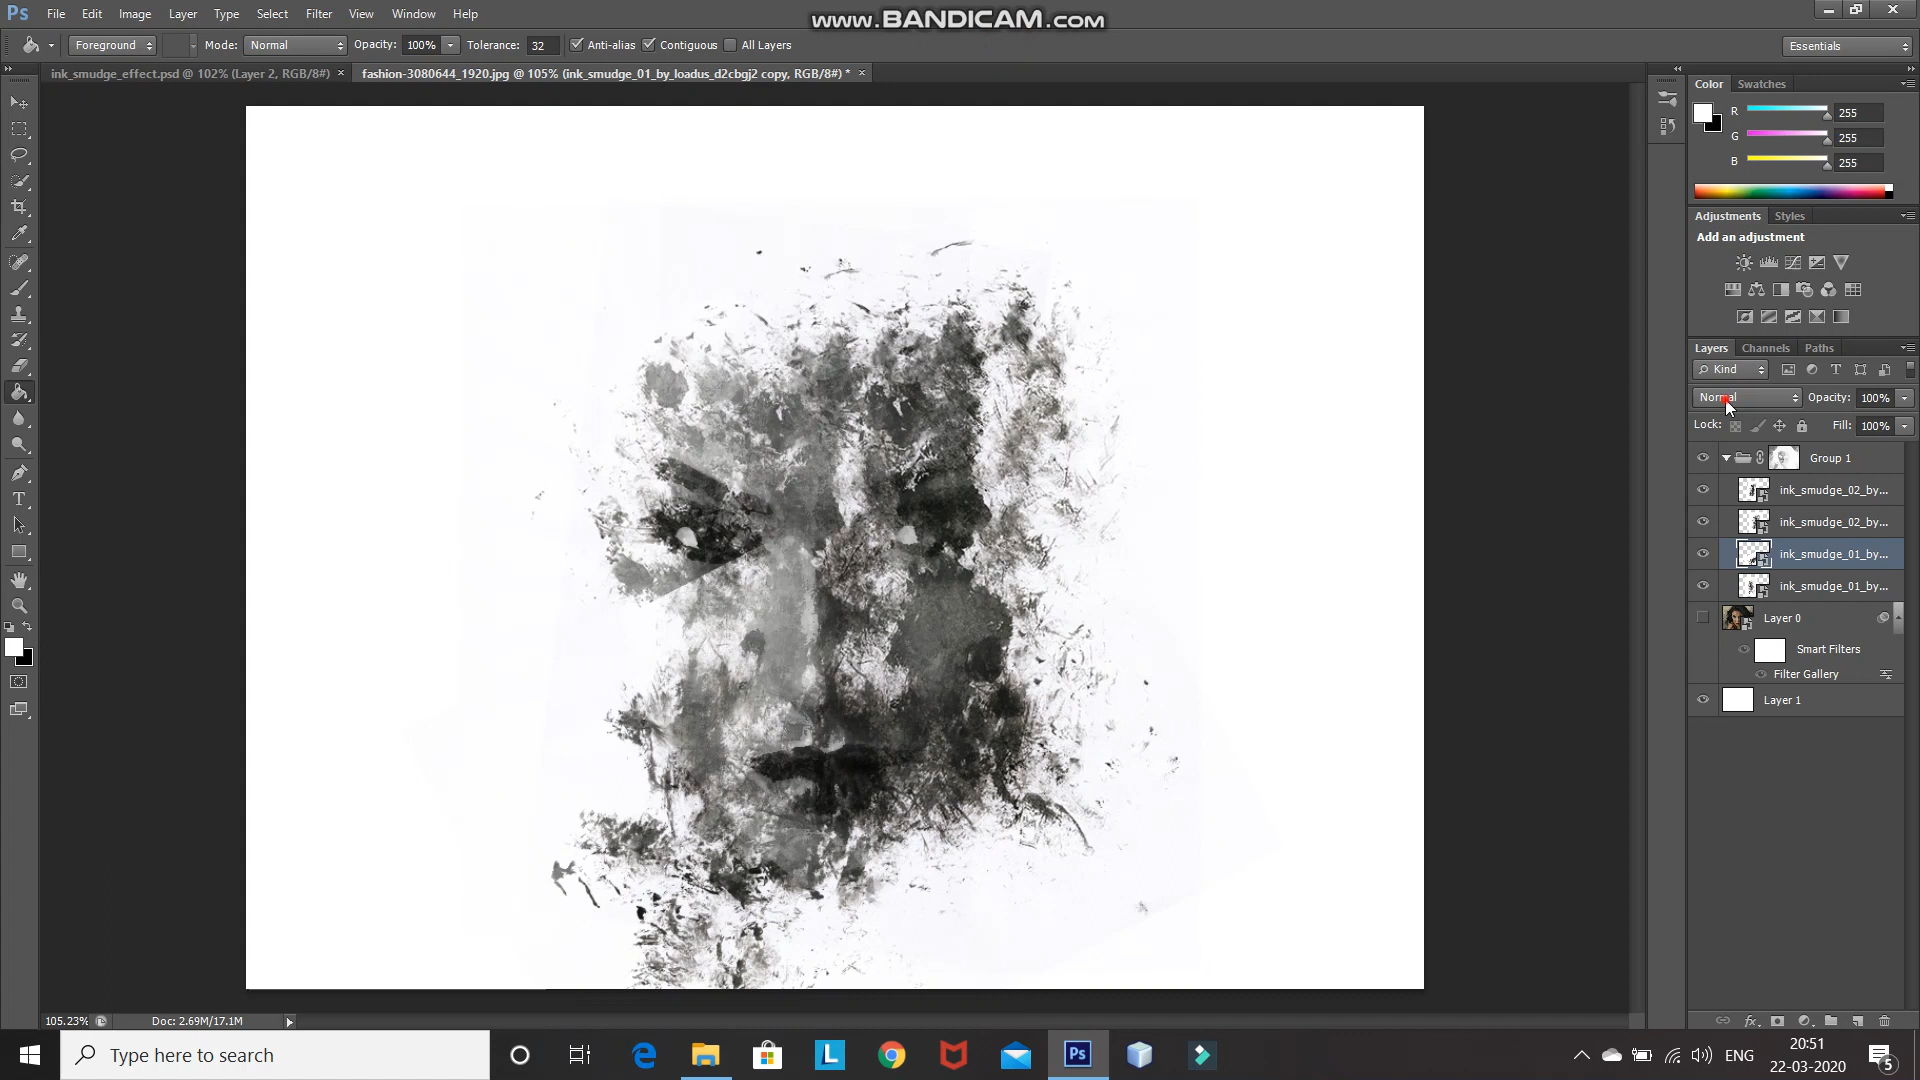 Ps File Edit Image Layer Type Select Filter View Window Help
www.BANDICAM.com
Foreground Mode: Normal Opacity: 100% Tolerance: 32 Anti-alias Contiguous All Layers Essentials
ink_smudge_effect.psd @ 102% (Layer 2, RGB/8#) × fashion-3080644_1920.jpg @ 105% (ink_smudge_01_by_loadus_d2cbgj2 copy, RGB/8#) * ×
Color Swatches
R 255
G 255
B 255
Adjustments Styles
Add an adjustment
Layers Channels Paths
Kind
Normal Opacity: 100%
Lock: Fill: 100%
Group 1
ink_smudge_02_by...
ink_smudge_02_by...
ink_smudge_01_by...
ink_smudge_01_by...
Layer 0
Smart Filters
Filter Gallery
Layer 1
105.23% Doc: 2.69M/17.1M
Type here to search
L
Ps
ENG
20:51
22-03-2020
5